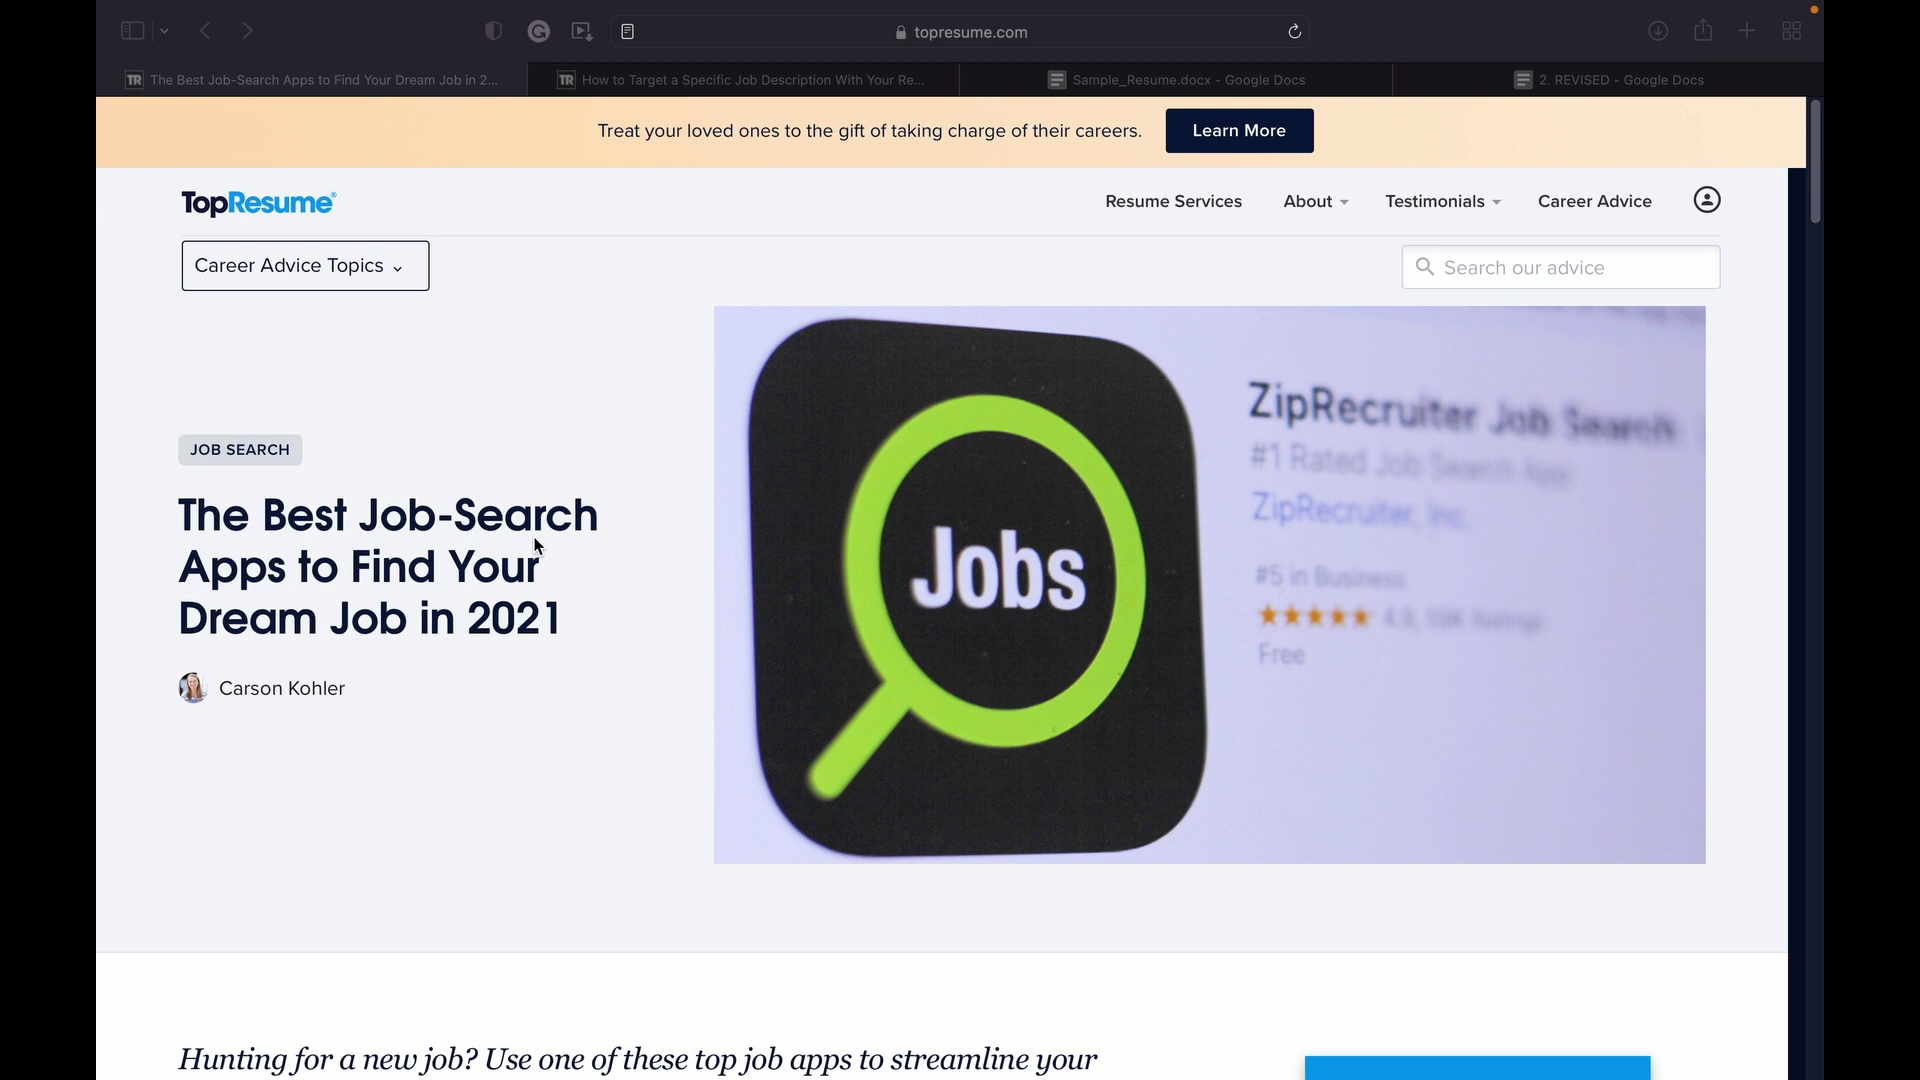 topresume.com
TR The Best Job-Search Apps to Find Your Dream Job in 2...
TR How to Target a Specific Job Description With Your Re...
Sample_Resume.docx - Google Docs
2. REVISED - Google Docs
Treat your loved ones to the gift of taking charge of their careers.
Learn More
TopResume®
Resume Services
About
Testimonials
Career Advice
Career Advice Topics
Search our advice
JOB SEARCH
The Best Job-Search
Apps to Find Your
Dream Job in 2021
Carson Kohler
Jobs
ZipRecruiter Job Search
#1 Rated Job Search App
ZipRecruiter, Inc.
#5 in Business
Ratings
Free
Hunting for a new job? Use one of these top job apps to streamline your